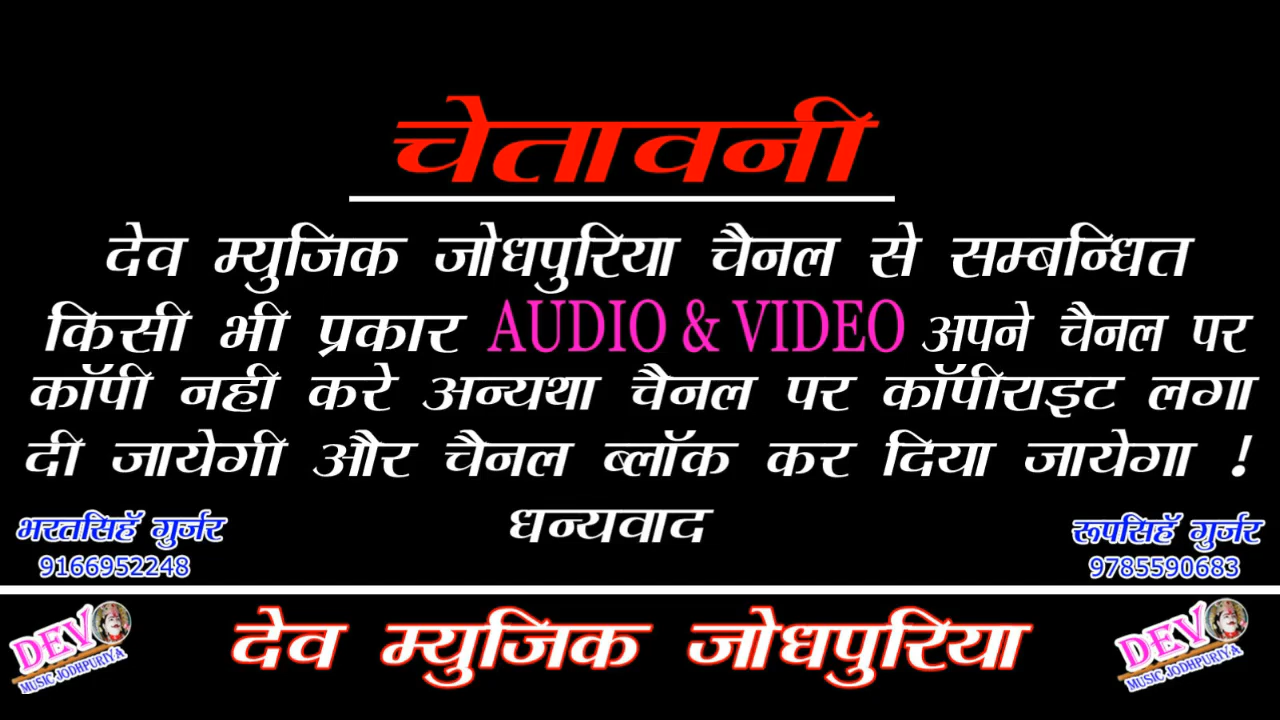 चेतावनी
देव म्युजिक जोधपुरिया चैनल से सम्बन्धित
किसी भी प्रकार AUDIO & VIDEO अपने चैनल पर
कॉपी नही करे अन्यथा चैनल पर कॉपीराइट लगा
दी जायेगी और चैनल ब्लॉक कर दिया जायेगा !
धन्यवाद
भरतसिहॅ गुर्जर
9166952248
रूपसिहॅ गुर्जर
9785590683
DEV
MUSIC JODHPURIYA
देव म्युजिक जोधपुरिया
DEV
MUSIC JODHPURIYA